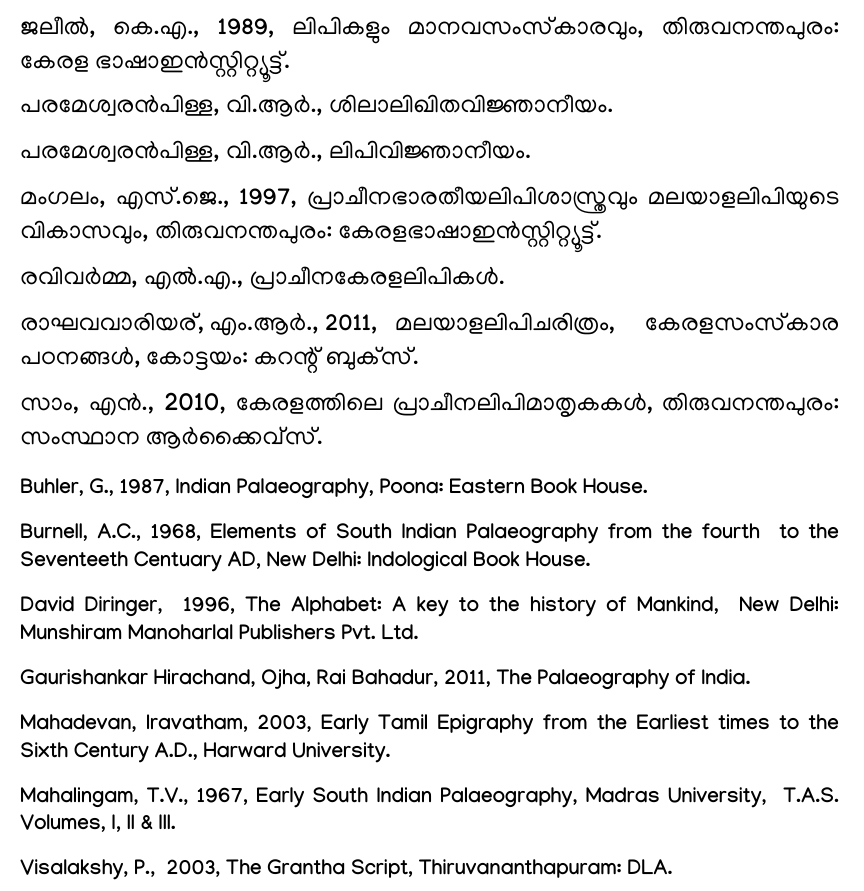 ജലീൽ, കെ.എ., 1989, ലിപികളും മാനവസംസ്കാരവും, തിരുവനന്തപുരം:
കേരള ഭാഷാഇൻസ്റ്റിറ്റ്യൂട്ട്.
പരമേശ്വരൻപിള്ള, വി.ആർ., ശിലാലിഖിതവിജ്ഞാനീയം.
പരമേശ്വരൻപിള്ള, വി.ആർ., ലിപിവിജ്ഞാനീയം.
മംഗലം, എസ്.ജെ., 1997, പ്രാചീനഭാരതീയലിപിശാസ്ത്രവും മലയാളലിപിയുടെ
വികാസവും, തിരുവനന്തപുരം: കേരളഭാഷാഇൻസ്റ്റിറ്റ്യൂട്ട്.
രവിവർമ്മ, എൽ.എ., പ്രാചീനകേരളലിപികൾ.
രാഘവവാരിയര്, എം.ആർ., 2011, മലയാളലിപിചരിത്രം, കേരളസംസ്കാര
പഠനങ്ങൾ, കോട്ടയം: കറന്റ് ബുക്സ്.
സാം, എൻ., 2010, കേരളത്തിലെ പ്രാചീനലിപിമാതൃകകൾ, തിരുവനന്തപുരം:
സംസ്ഥാന ആർക്കൈവ്സ്.
Buhler, G., 1987, Indian Palaeography, Poona: Eastern Book House.
Burnell, A.C., 1968, Elements of South Indian Palaeography from the fourth to the
Seventeeth Centuary AD, New Delhi: Indological Book House.
David Diringer, 1996, The Alphabet: A key to the history of Mankind, New Delhi:
Munshiram Manoharlal Publishers Pvt. Ltd.
Gaurishankar Hirachand, Ojha, Rai Bahadur, 2011, The Palaeography of India.
Mahadevan, Iravatham, 2003, Early Tamil Epigraphy from the Earliest times to the
Sixth Century A.D., Harward University.
Mahalingam, T.V., 1967, Early South Indian Palaeography, Madras University, T.A.S.
Volumes, I, II & III.
Visalakshy, P., 2003, The Grantha Script, Thiruvananthapuram: DLA.